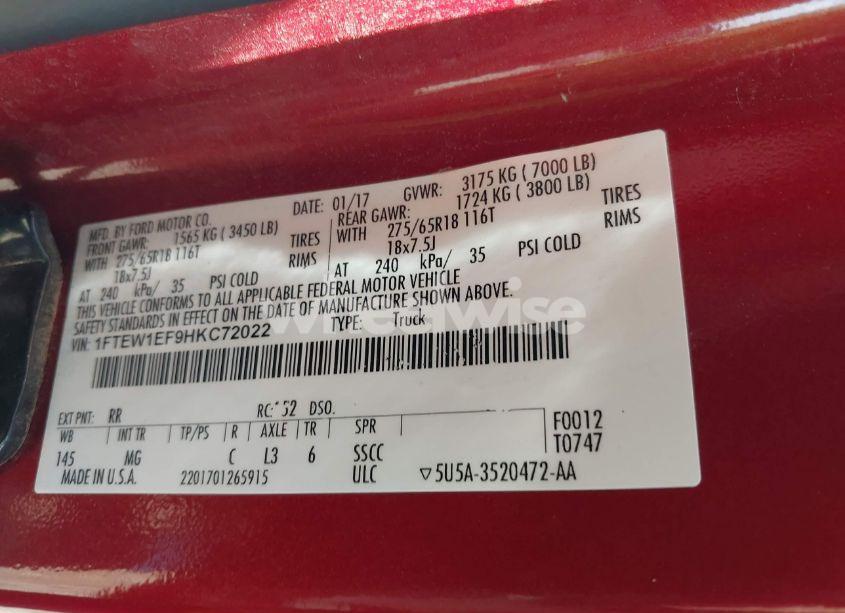 MFD. BY FORD MOTOR CO.
DATE: 01/17 GVWR: 3175 KG ( 7000 LB)
FRONT GAWR: 1565 KG ( 3450 LB)
REAR GAWR: 1724 KG ( 3800 LB)
WITH 275/65R18 116T TIRES
WITH 275/65R18 116T TIRES
18x7.5J RIMS
18x7.5J RIMS
AT 240 kPa/ 35 PSI COLD
AT 240 kPa/ 35 PSI COLD
THIS VEHICLE CONFORMS TO ALL APPLICABLE FEDERAL MOTOR VEHICLE
SAFETY STANDARDS IN EFFECT ON THE DATE OF MANUFACTURE SHOWN ABOVE.
VIN: 1FTEW1EF9HKC72022 TYPE: Truck
wheelwise
EXT PNT: RR RC: 52 DSO:
WB INT TR TP/PS R AXLE TR SPR
F0012
145 MG C L3 6 SSCC
T0747
MADE IN U.S.A. 2201701265915 ULC ▽5U5A-3520472-AA